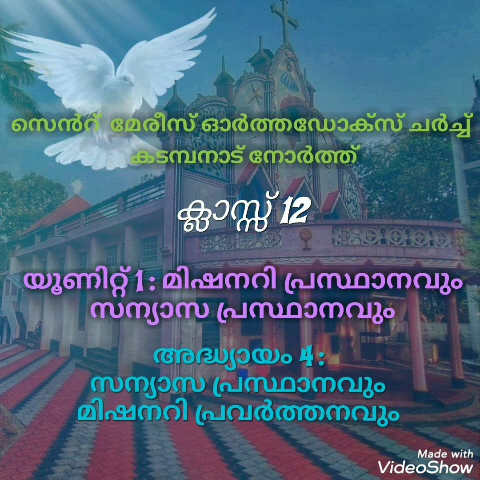 സെൻറ് മേരീസ് ഓർത്തഡോക്സ് ചർച്ച്
കടമ്പനാട് നോർത്ത്
ക്ലാസ്സ് 12
യൂണിറ്റ് 1: മിഷനറി പ്രസ്ഥാനവും
സന്യാസ പ്രസ്ഥാനവും
അദ്ധ്യായം 4:
സന്യാസ പ്രസ്ഥാനവും
മിഷനറി പ്രവർത്തനവും
Made with
VideoShow